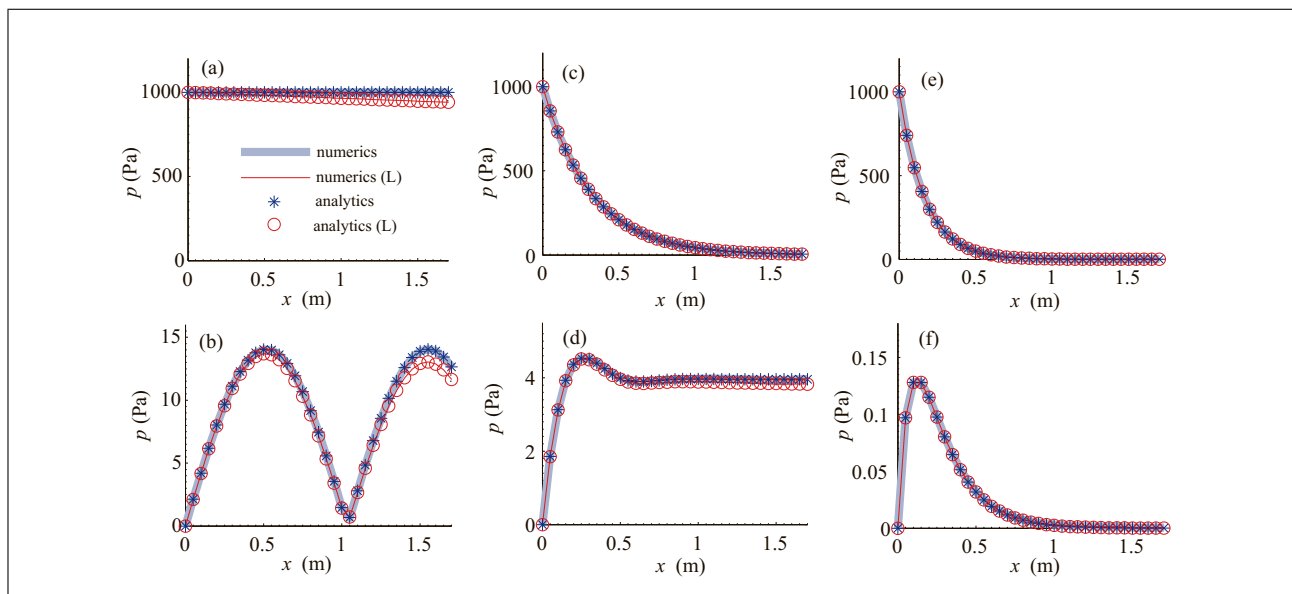 (a)
1000
500
0
p (Pa)
numerics
numerics (L)
analytics
analytics (L)
0 0.5 1 1.5
x (m)
(c)
1000
500
0
p (Pa)
0 0.5 1 1.5
x (m)
(e)
1000
500
0
p (Pa)
0 0.5 1 1.5
x (m)
(b)
15
10
5
0
p (Pa)
0 0.5 1 1.5
x (m)
(d)
4
2
0
p (Pa)
0 0.5 1 1.5
x (m)
(f)
0.15
0.1
0.05
0
p (Pa)
0 0.5 1 1.5
x (m)